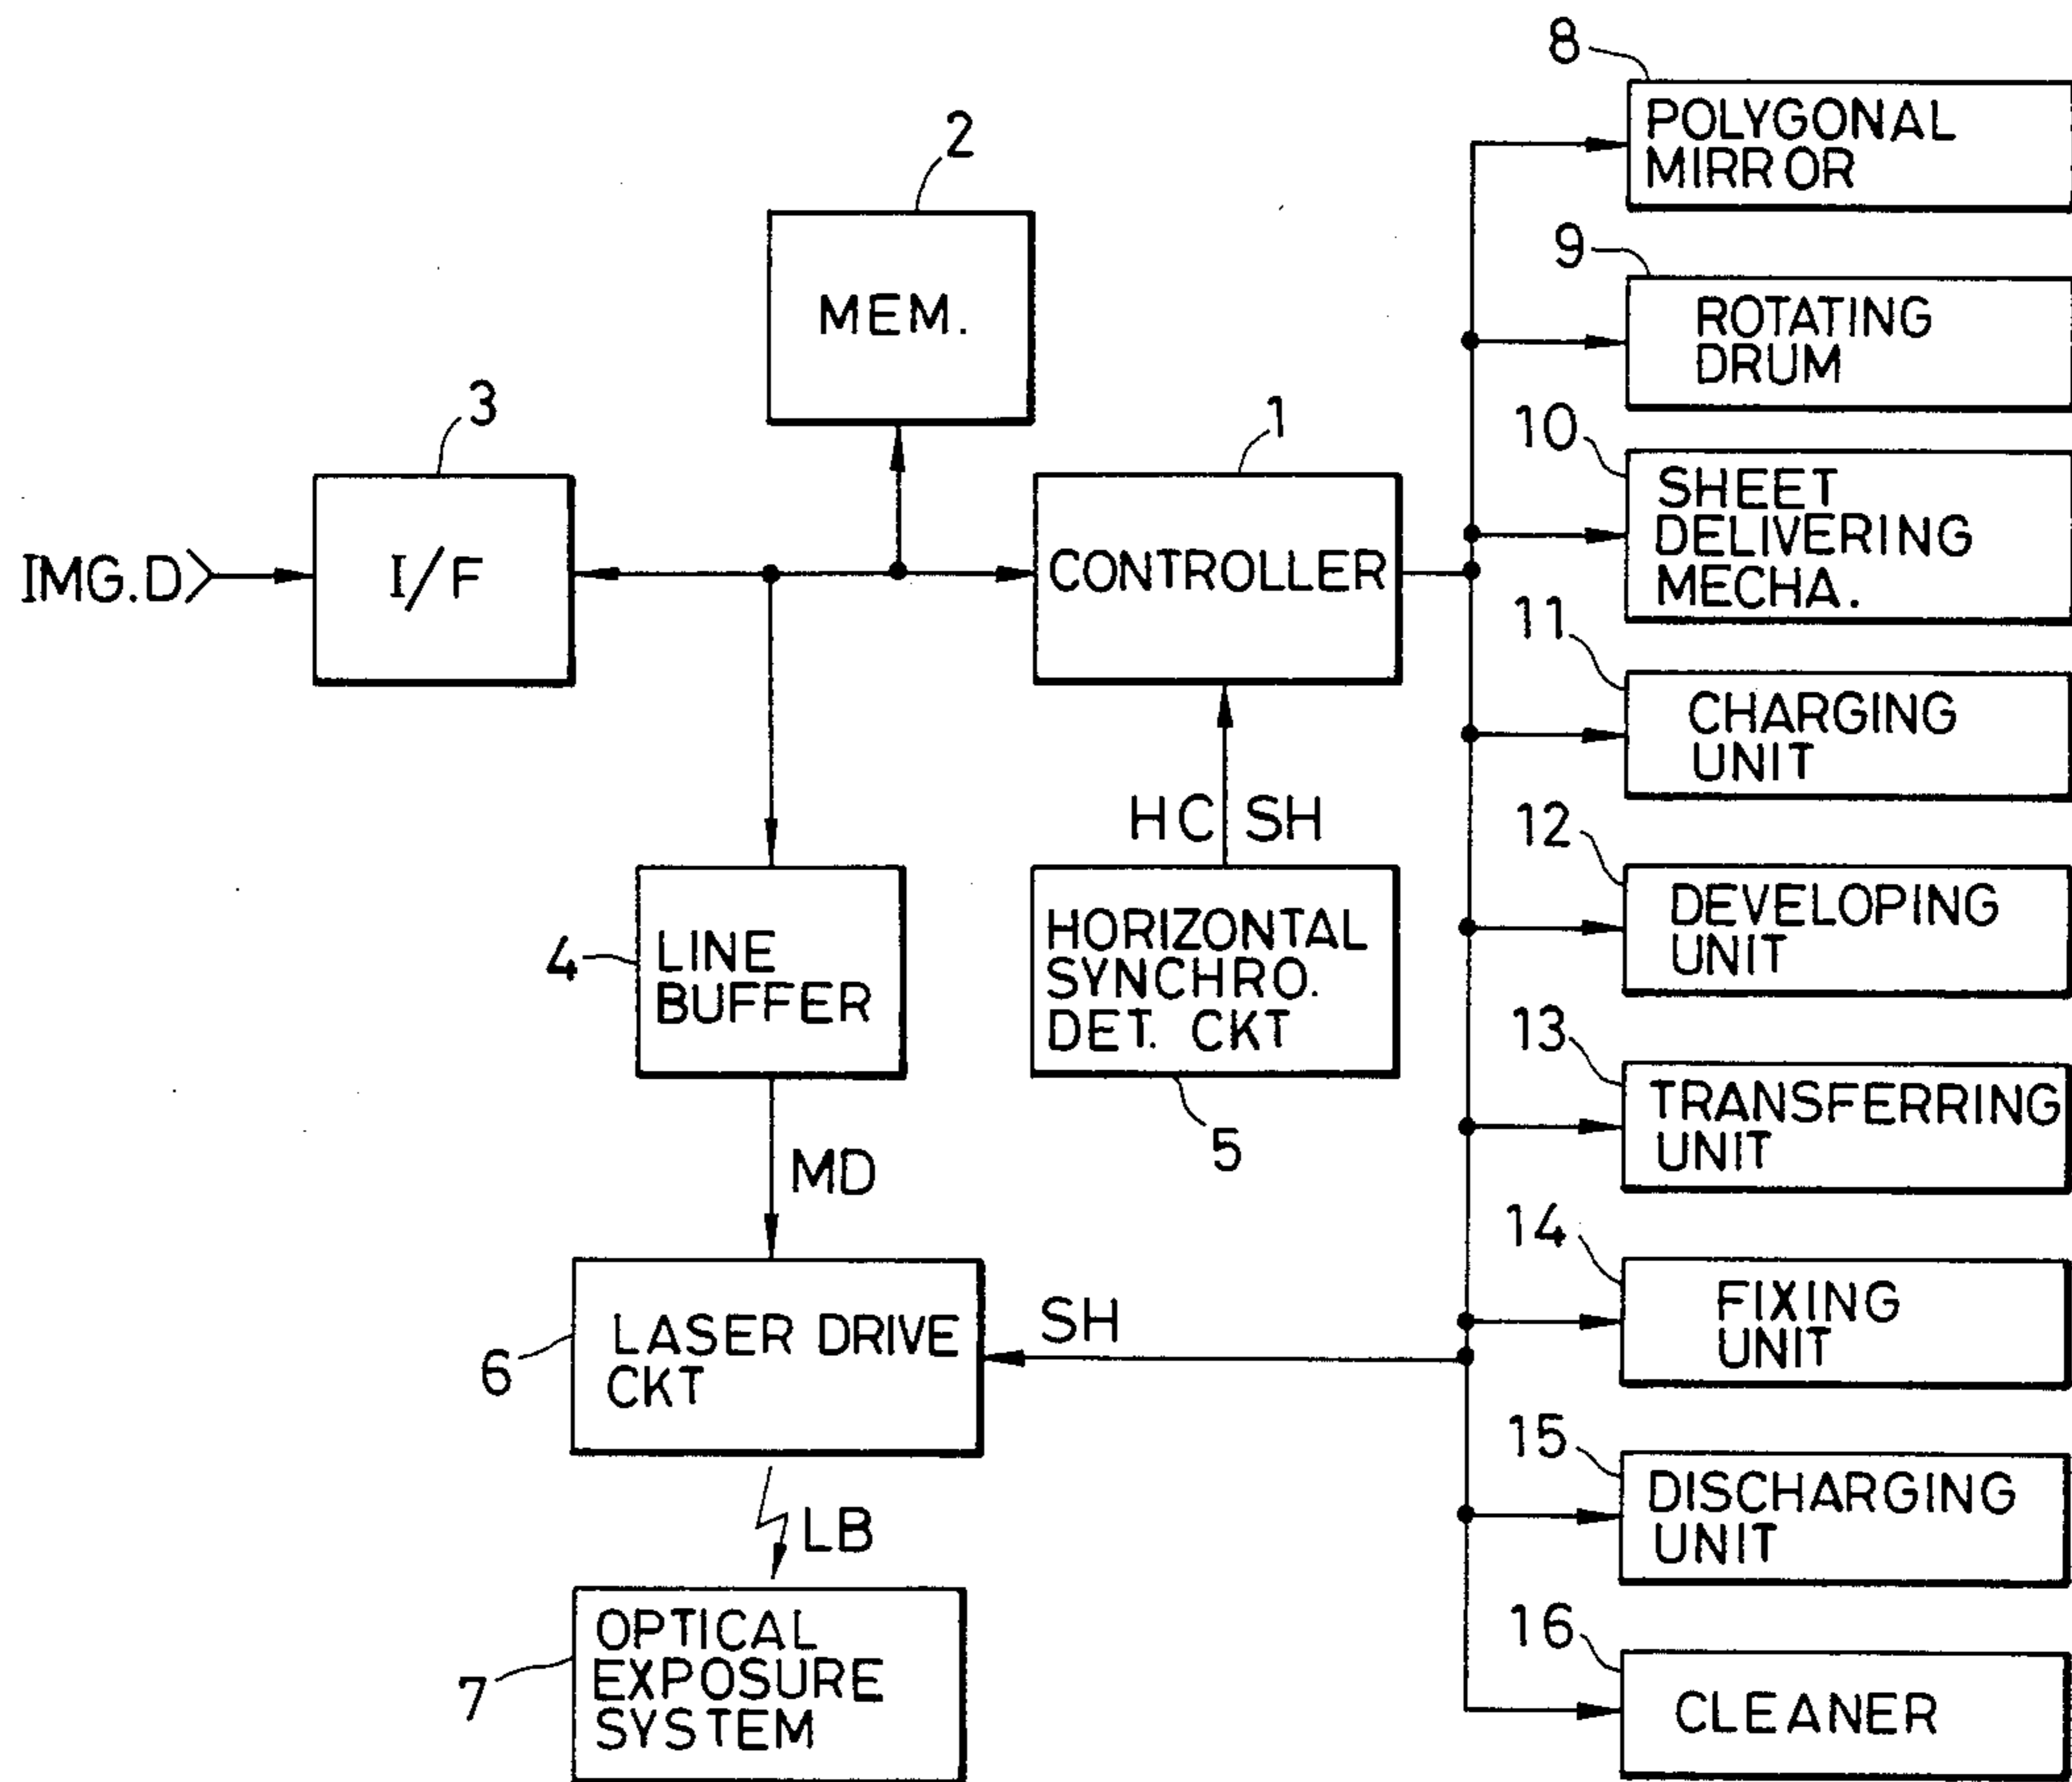 8
POLYGONAL
MIRROR
2
MEM.
9
ROTATING
DRUM
3
1
10
SHEET
DELIVERING
MECHA.
IMG.D
I/F
CONTROLLER
11
CHARGING
UNIT
HC SH
12
DEVELOPING
UNIT
4
LINE
BUFFER
HORIZONTAL
SYNCHRO.
DET. CKT
5
13
TRANSFERRING
UNIT
MD
14
FIXING
UNIT
SH
6
LASER DRIVE
CKT
15
DISCHARGING
UNIT
LB
7
OPTICAL
EXPOSURE
SYSTEM
16
CLEANER